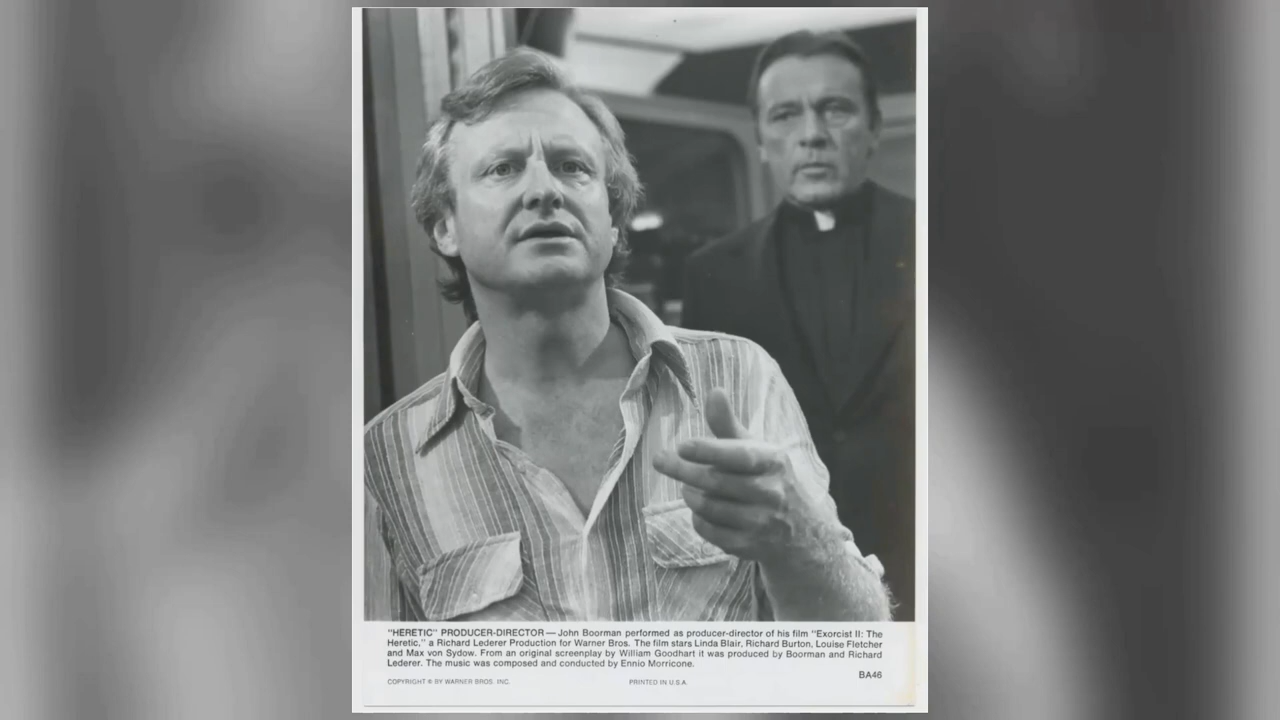 "HERETIC" PRODUCER-DIRECTOR — John Boorman performed as producer-director of his film "Exorcist II: The
Heretic," a Richard Lederer Production for Warner Bros. The film stars Linda Blair, Richard Burton, Louise Fletcher
and Max von Sydow. From an original screenplay by William Goodhart it was produced by Boorman and Richard
Lederer. The music was composed and conducted by Ennio Morricone.
BA46
COPYRIGHT © BY WARNER BROS. INC. PRINTED IN U.S.A.